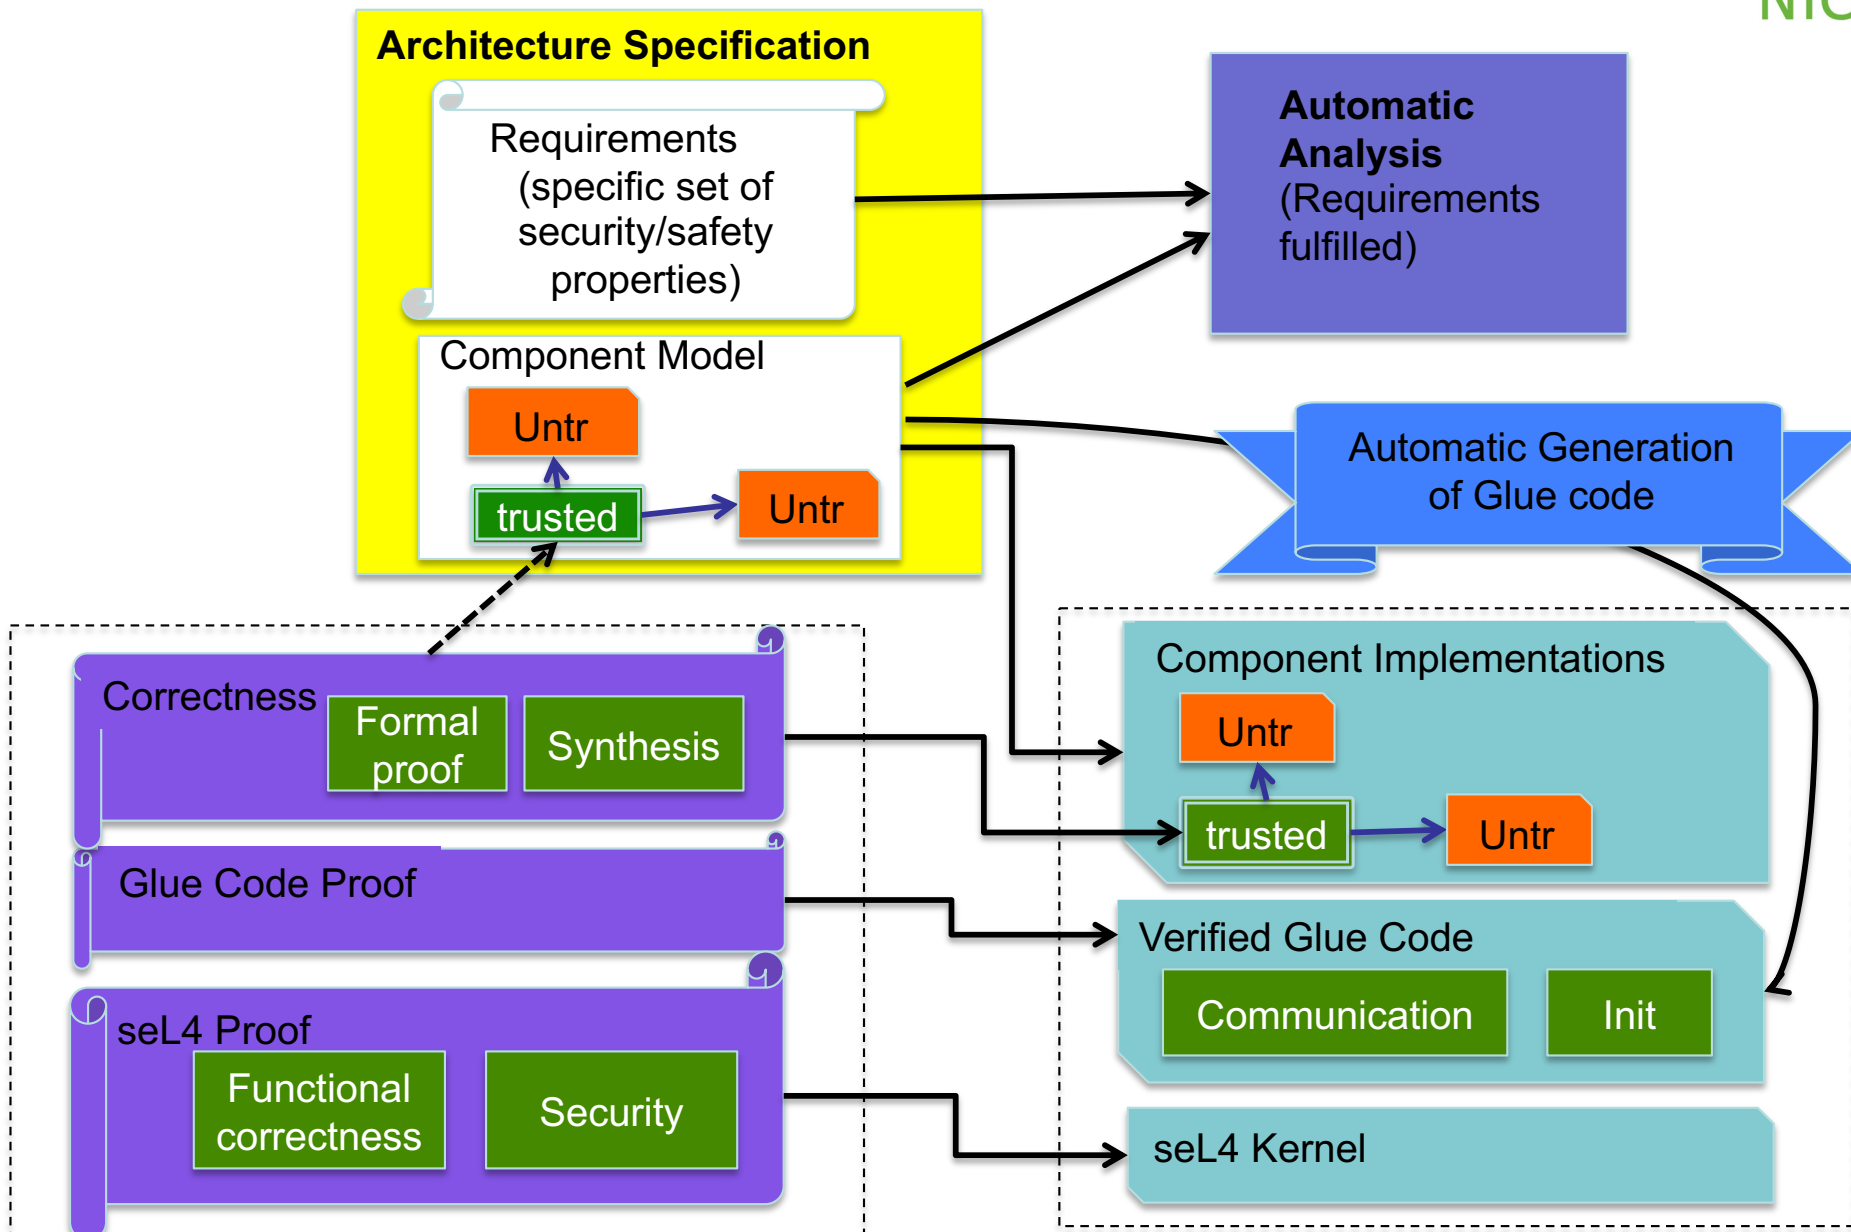 Architecture Specification
Requirements
(specific set of
security/safety
properties)
Automatic
Analysis
(Requirements
fulfilled)
Component Model
Untr
trusted
Untr
Automatic Generation
of Glue code
Correctness
Formal
proof
Synthesis
Glue Code Proof
seL4 Proof
Functional
correctness
Security
Component Implementations
Untr
trusted
Untr
Verified Glue Code
Communication
Init
seL4 Kernel